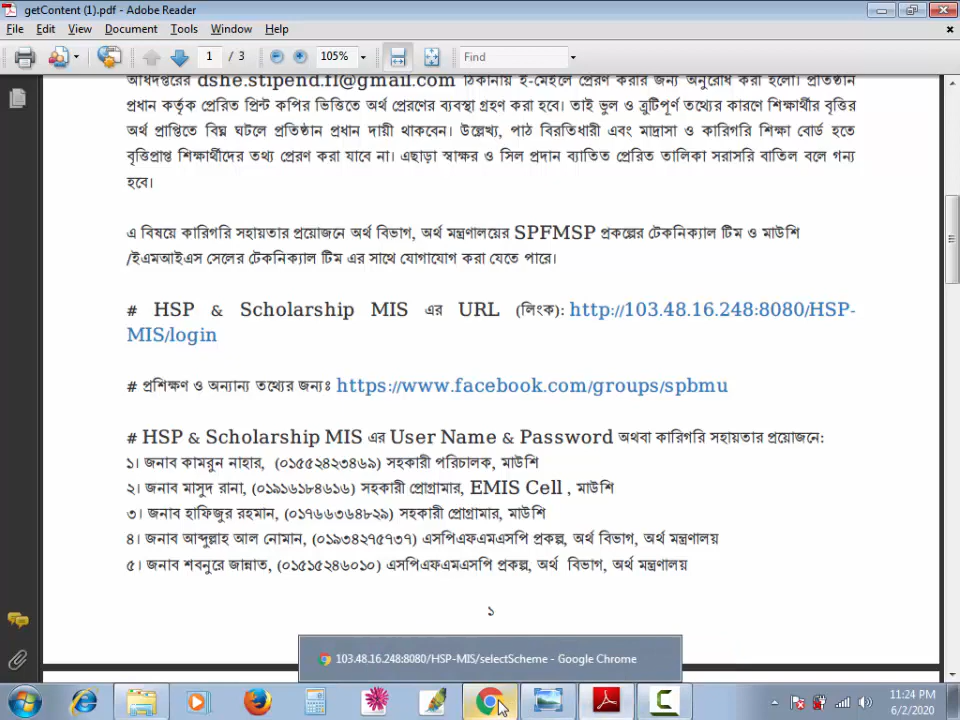 getContent (1).pdf - Adobe Reader
File Edit View Document Tools Window Help
1 / 3 105% Find
অধিদপ্তরের dshe.stipend.fl@gmail.com ঠিকানায় ই-মেইলে প্রেরণ করার জন্য অনুরোধ করা হলো। প্রতিষ্ঠান
প্রধান কর্তৃক প্রেরিত প্রিন্ট কপির ভিত্তিতে অর্থ প্রেরণের ব্যবস্থা গ্রহণ করা হবে। তাই ভুল ও ত্রুটিপূর্ণ তথ্যের কারণে শিক্ষার্থীর বৃত্তির
অর্থ প্রাপ্তিতে বিঘ্ন ঘটলে প্রতিষ্ঠান প্রধান দায়ী থাকবেন। উল্লেখ্য, পাঠ বিরতিধারী এবং মাদ্রাসা ও কারিগরি শিক্ষা বোর্ড হতে
বৃত্তিপ্রাপ্ত শিক্ষার্থীদের তথ্য প্রেরণ করা যাবে না। এছাড়া স্বাক্ষর ও সিল প্রদান ব্যাতিত প্রেরিত তালিকা সরাসরি বাতিল বলে গন্য
হবে।
এ বিষয়ে কারিগরি সহায়তার প্রয়োজনে অর্থ বিভাগ, অর্থ মন্ত্রণালয়ের SPFMSP প্রকল্পের টেকনিক্যাল টিম ও মাউশি
/ইএমআইএস সেলের টেকনিক্যাল টিম এর সাথে যোগাযোগ করা যেতে পারে।
# HSP & Scholarship MIS এর URL (লিংক): http://103.48.16.248:8080/HSP-
MIS/login
# প্রশিক্ষণ ও অন্যান্য তথ্যের জন্যঃ https://www.facebook.com/groups/spbmu
# HSP & Scholarship MIS এর User Name & Password অথবা কারিগরি সহায়তার প্রয়োজনে:
১। জনাব কামরুন নাহার, (০১৫৫২৪২৩৪৬৯) সহকারী পরিচালক, মাউশি
২। জনাব মাসুদ রানা, (০১৯১৬১৮৪৬১৬) সহকারী প্রোগ্রামার, EMIS Cell , মাউশি
৩। জনাব হাফিজুর রহমান, (০১৭৬৬৩৬৪৮২৯) সহকারী প্রোগ্রামার, মাউশি
৪। জনাব আব্দুল্লাহ আল নোমান, (০১৯৩৪২৭৫৭৩৭) এসপিএফএমএসপি প্রকল্প, অর্থ বিভাগ, অর্থ মন্ত্রণালয়
৫। জনাব শবনুরে জান্নাত, (০১৫১৫২৪৬০১০) এসপিএফএমএসপি প্রকল্প, অর্থ বিভাগ, অর্থ মন্ত্রণালয়
১
103.48.16.248:8080/HSP-MIS/selectScheme - Google Chrome
11:24 PM
6/2/2020